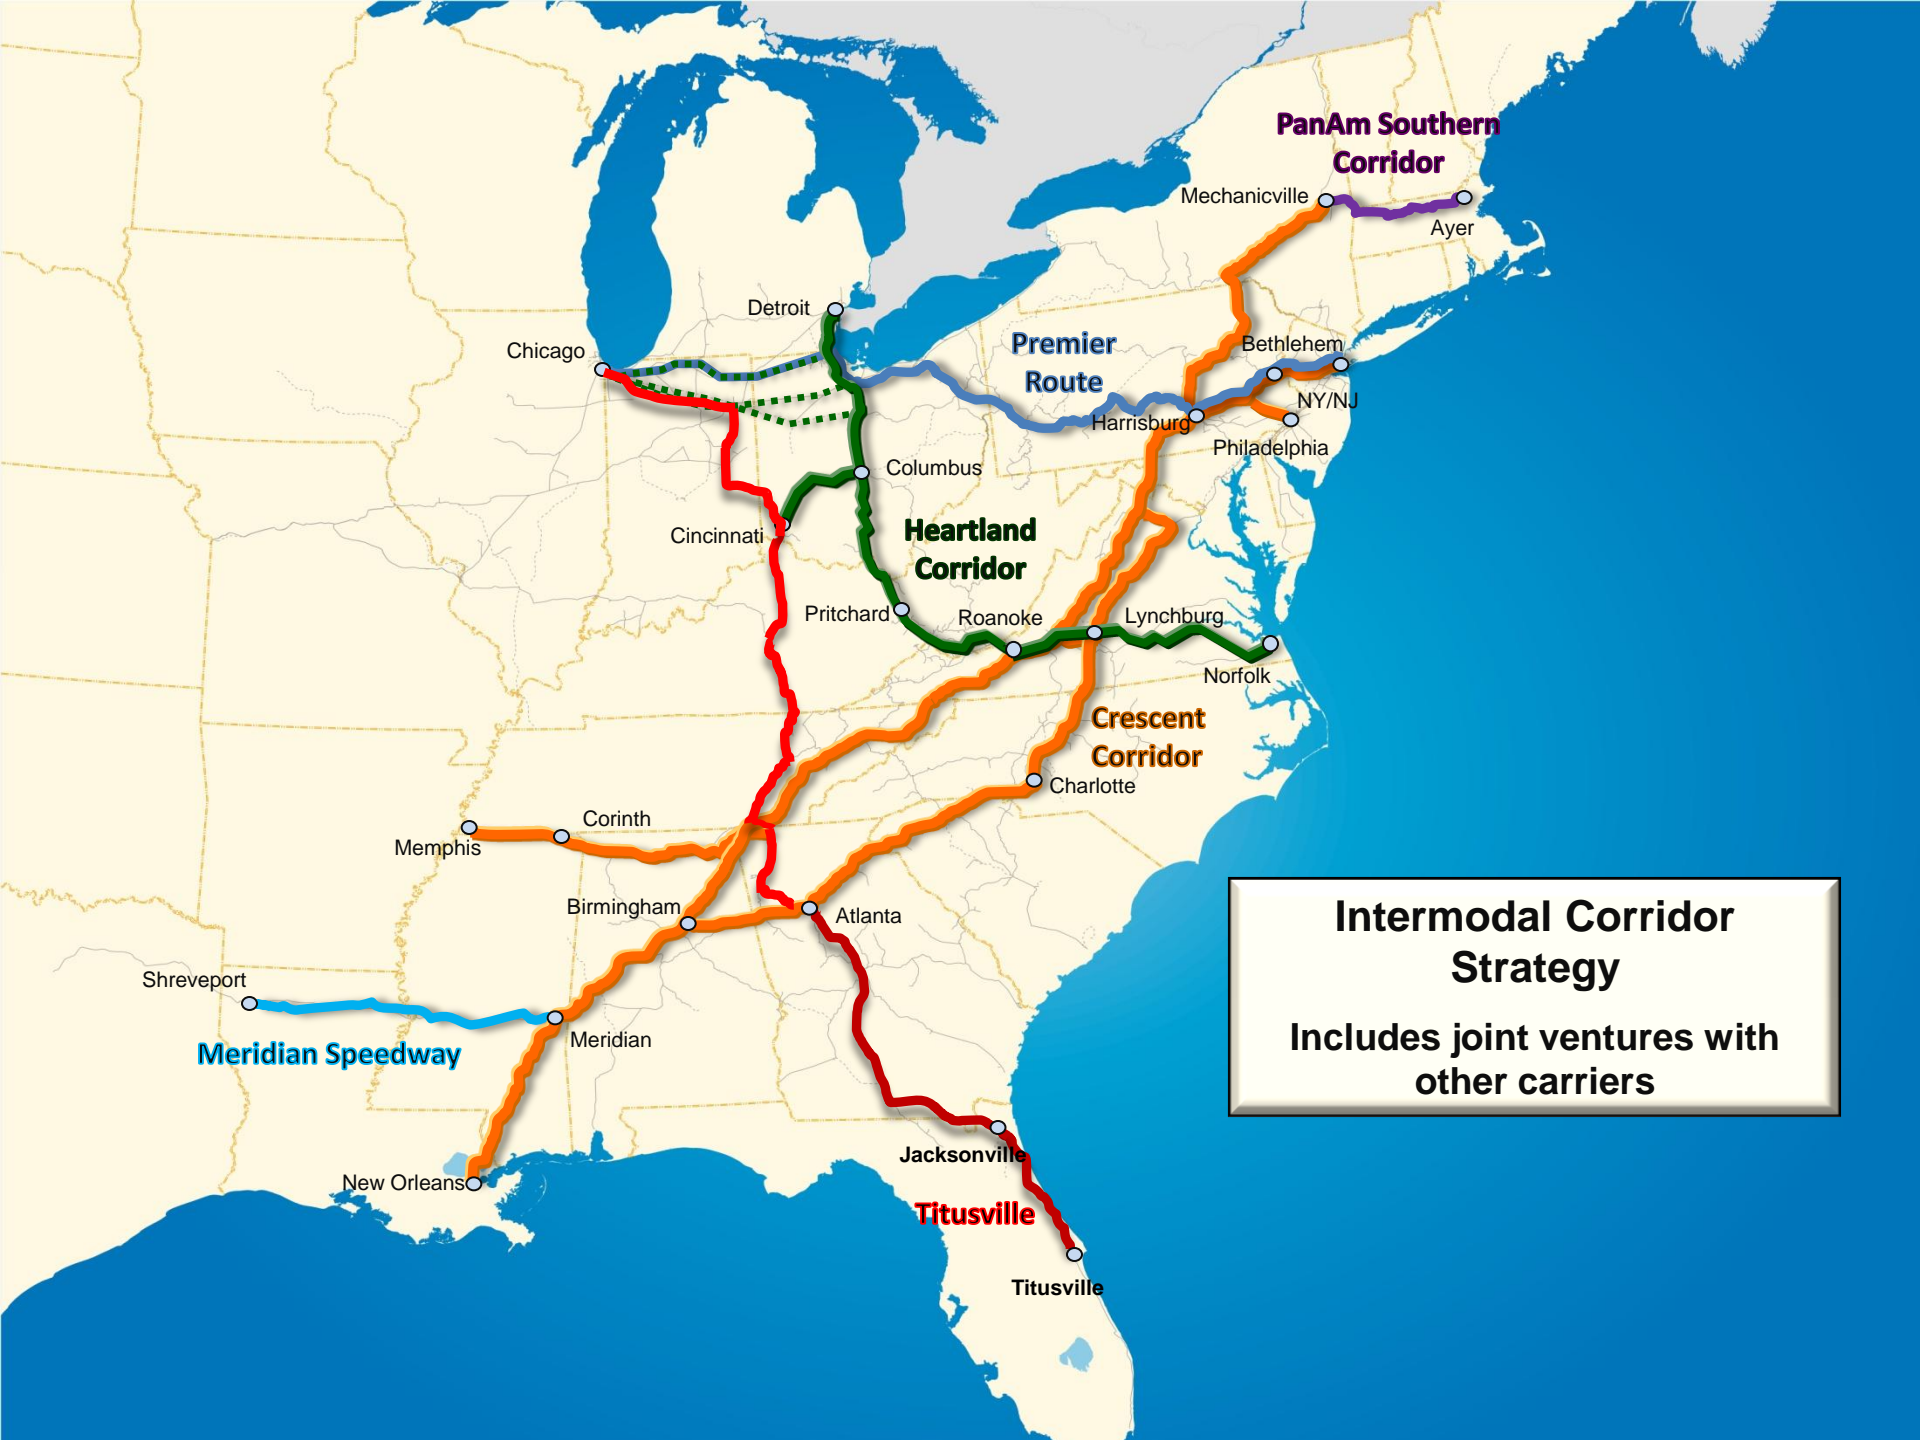 PanAm Southern
Corridor
Mechanicville
Ayer
Detroit
Chicago
Premier
Route
Bethlehem
NY/NJ
Harrisburg
Philadelphia
Columbus
Cincinnati
Heartland
Corridor
Pritchard
Roanoke
Lynchburg
Norfolk
Crescent
Corridor
Charlotte
Corinth
Memphis
Birmingham
Atlanta
Shreveport
Meridian
Meridian Speedway
New Orleans
Jacksonville
Titusville
Titusville
Intermodal Corridor
Strategy
Includes joint ventures with
other carriers